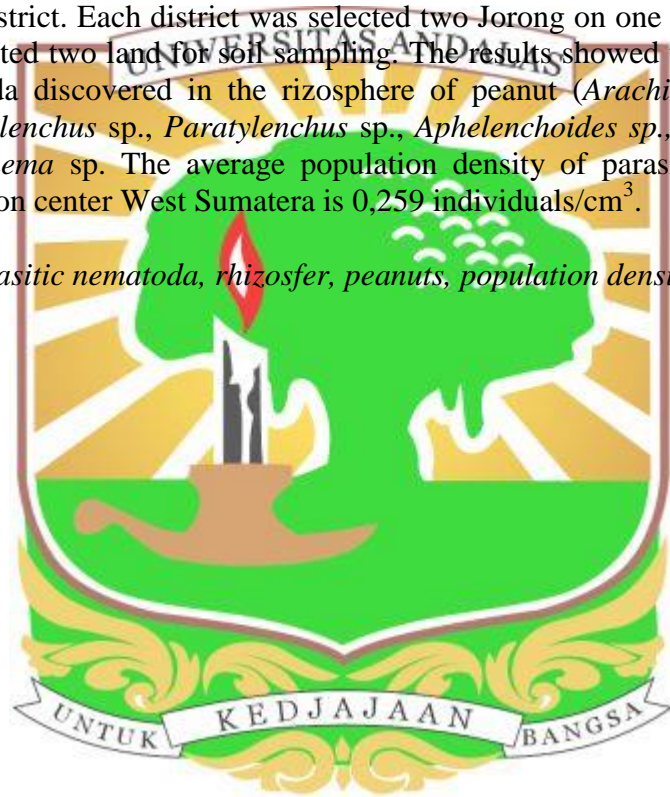 strict. Each district was selected two Jorong on one
ted two land for soil sampling. The results showed
UNIVERSITAS ANDALAS
da discovered in the rizosphere of peanut (Arachi
lenchus sp., Paratylenchus sp., Aphelenchoides sp.,
ema sp. The average population density of paras
on center West Sumatera is 0,259 individuals/cm³.
asitic nematoda, rhizosfer, peanuts, population densi
UNTUK KEDJAJAAN BANGSA